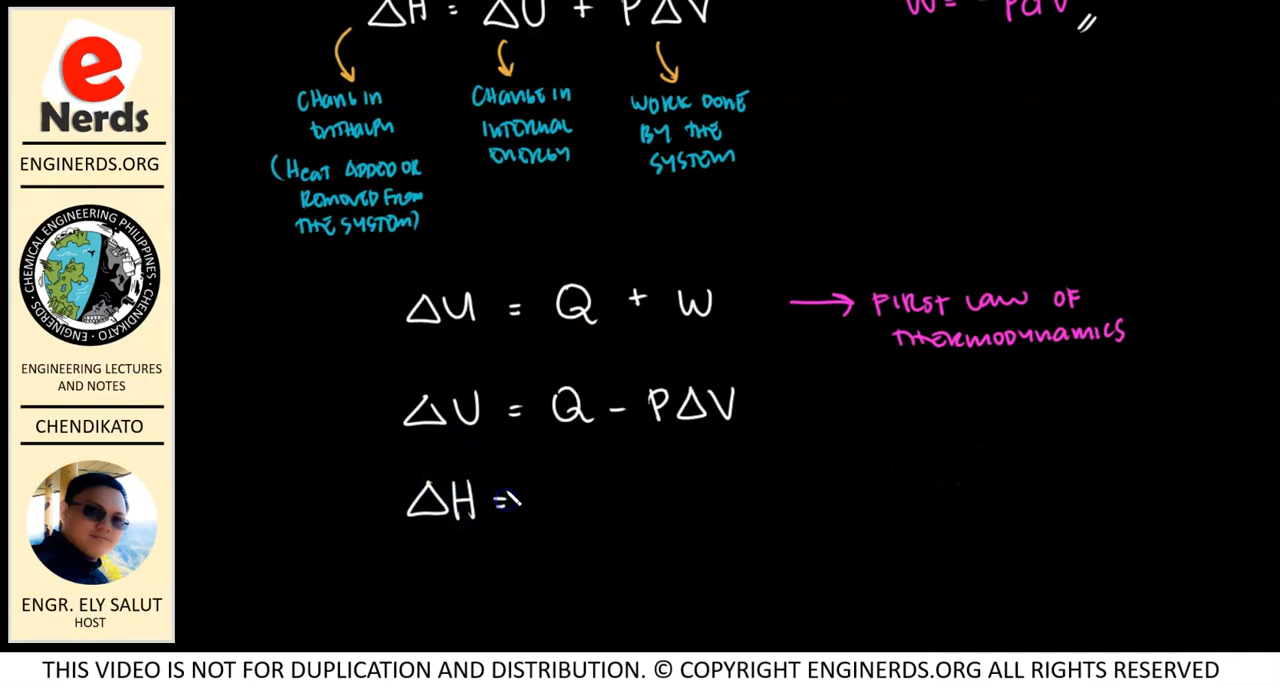 ΔH = ΔU + PΔV
W = - PdV
CHANGE IN
ENTHALPY
(HEAT ADDED OR
REMOVED FROM
THE SYSTEM)
CHANGE IN
INTERNAL
ENERGY
WORK DONE
BY THE
SYSTEM
ΔU = Q + W → FIRST LAW OF
THERMODYNAMICS
ΔU = Q - PΔV
ΔH =
e
Nerds
ENGINERDS.ORG
CHEMICAL ENGINEERING PHILIPPINES
ENGINERDS • CHENDIKATO
ENGINEERING LECTURES
AND NOTES
CHENDIKATO
ENGR. ELY SALUT
HOST
THIS VIDEO IS NOT FOR DUPLICATION AND DISTRIBUTION. © COPYRIGHT ENGINERDS.ORG ALL RIGHTS RESERVED